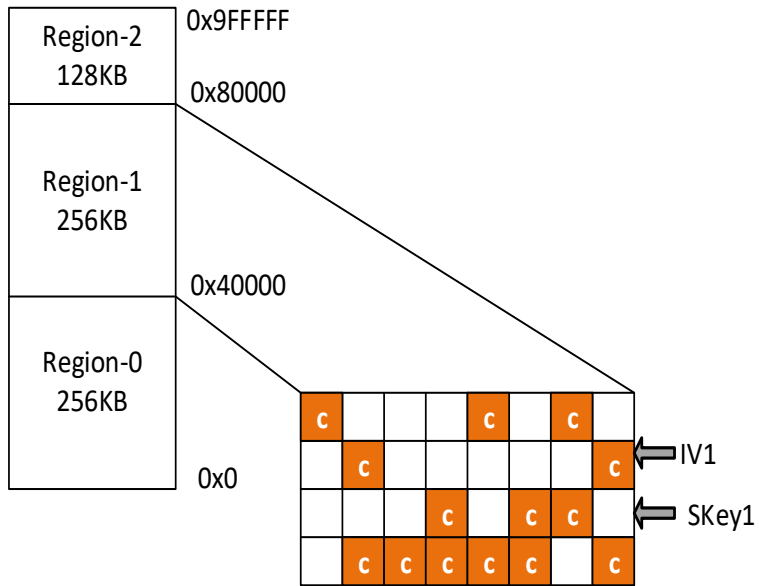 Region-2
128KB
0x9FFFFF
0x80000
Region-1
256KB
0x40000
Region-0
256KB
0x0
c c c
c c
IV1
c c c
SKey1
c c c c c c